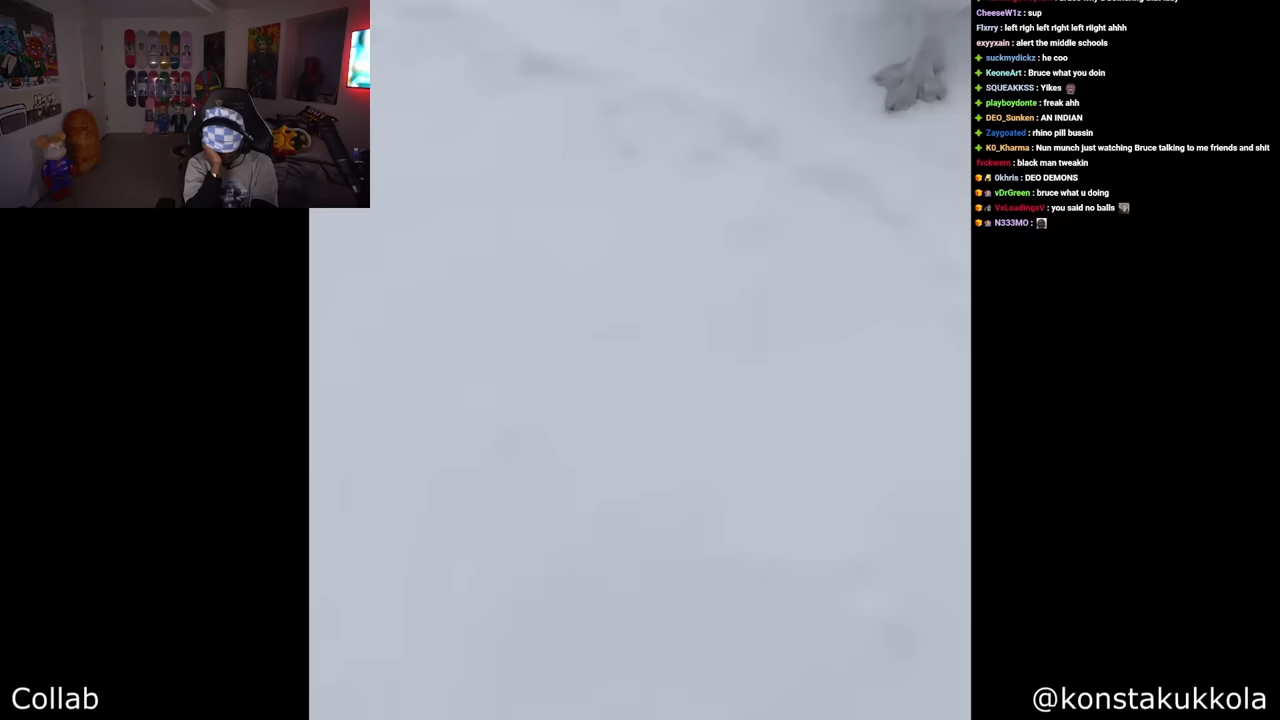 CheeseW1z : sup
Flxrry : left righ left right left riight ahhh
exyyxain : alert the middle schools
suckmydickz : he coo
KeoneArt : Bruce what you doin
SQUEAKKSS : Yikes
playboydonte : freak ahh
DEO_Sunken : AN INDIAN
Zaygoated : rhino pill bussin
K0_Kharma : Nun munch just watching Bruce talking to me friends and shit
fvckwern : black man tweakin
0khris : DEO DEMONS
vDrGreen : bruce what u doing
VxLoadingxV : you said no balls
N333MO :
Collab
@konstakukkola